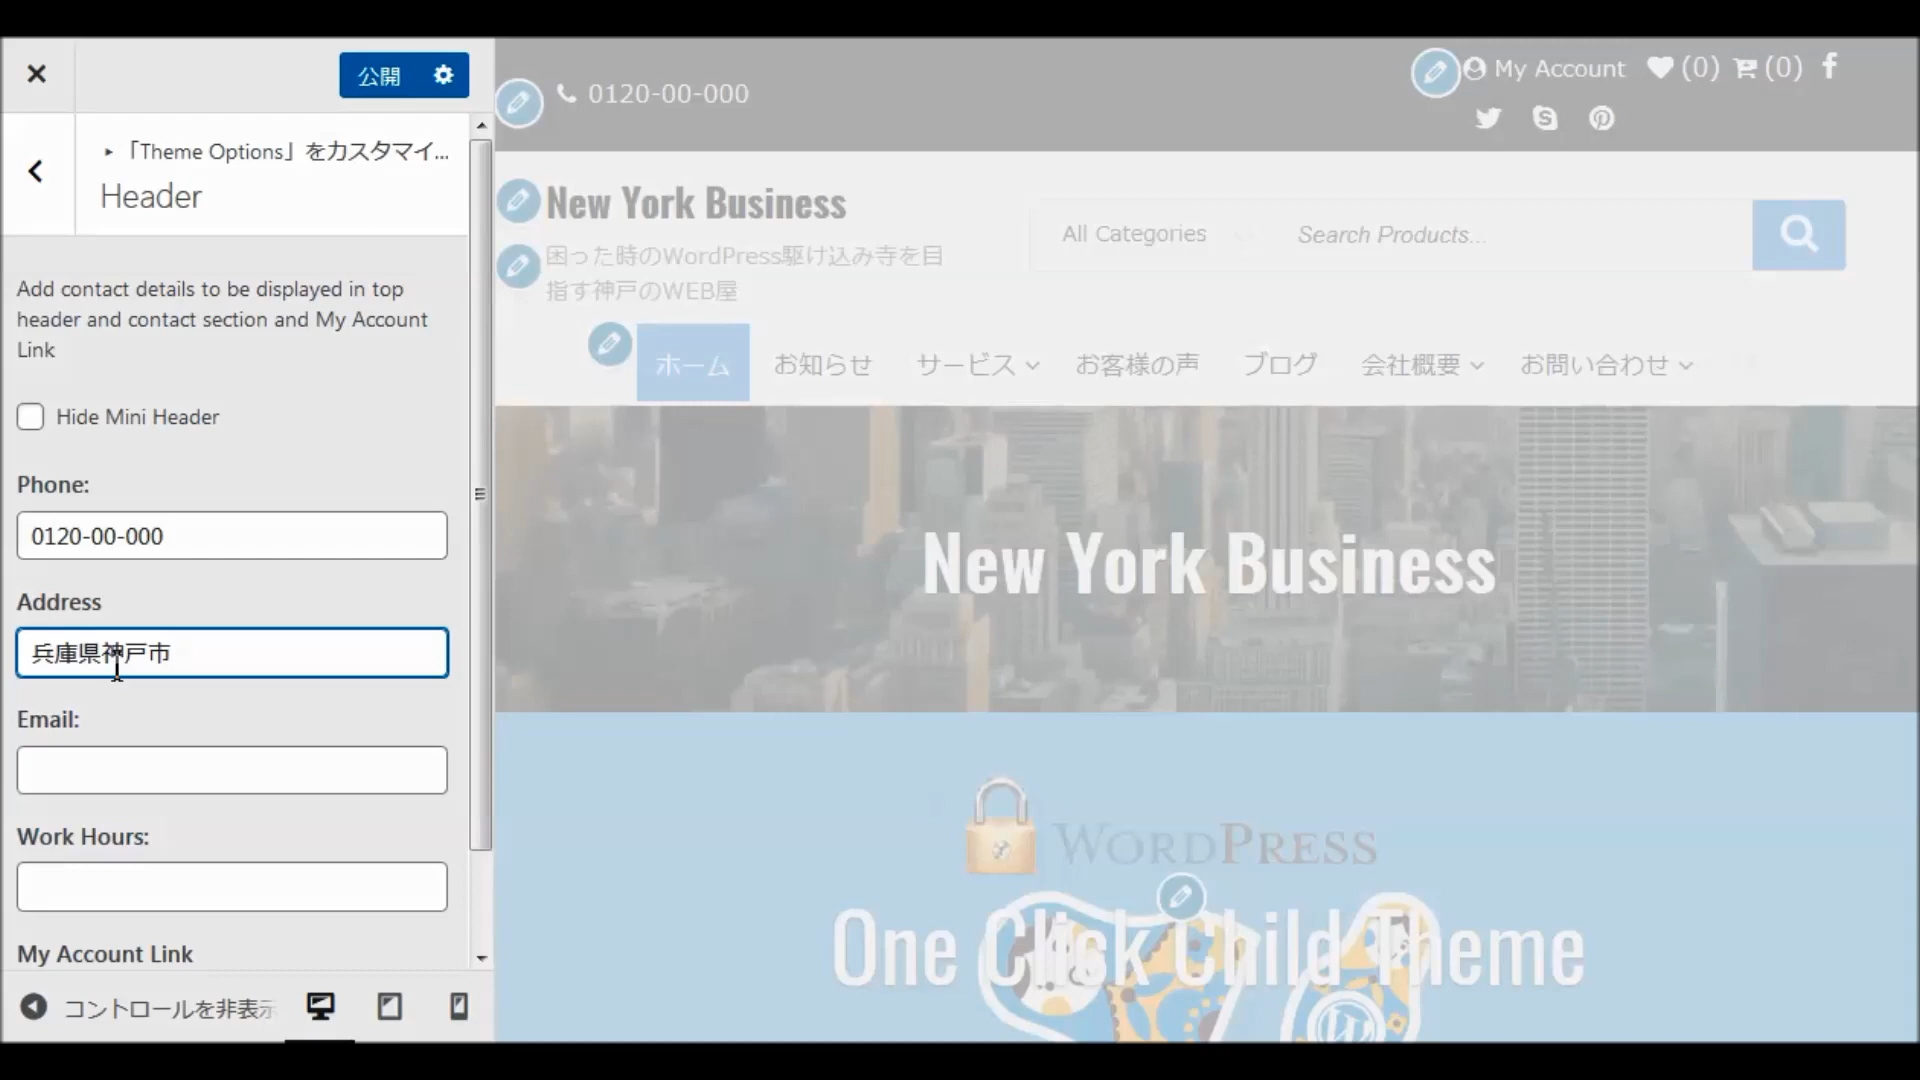 公開
▸「Theme Options」をカスタマイ...
Header
Add contact details to be displayed in top
header and contact section and My Account
Link
Hide Mini Header
Phone:
0120-00-000
Address
兵庫県神戸市
Email:
Work Hours:
My Account Link
コントロールを非表示
0120-00-000
My Account (0) (0)
New York Business
困った時のWordPress駆け込み寺を目
指す神戸のWEB屋
All Categories
Search Products...
ホーム お知らせ サービス お客様の声 ブログ 会社概要 お問い合わせ
New York Business
WORDPRESS
One Click Child Theme